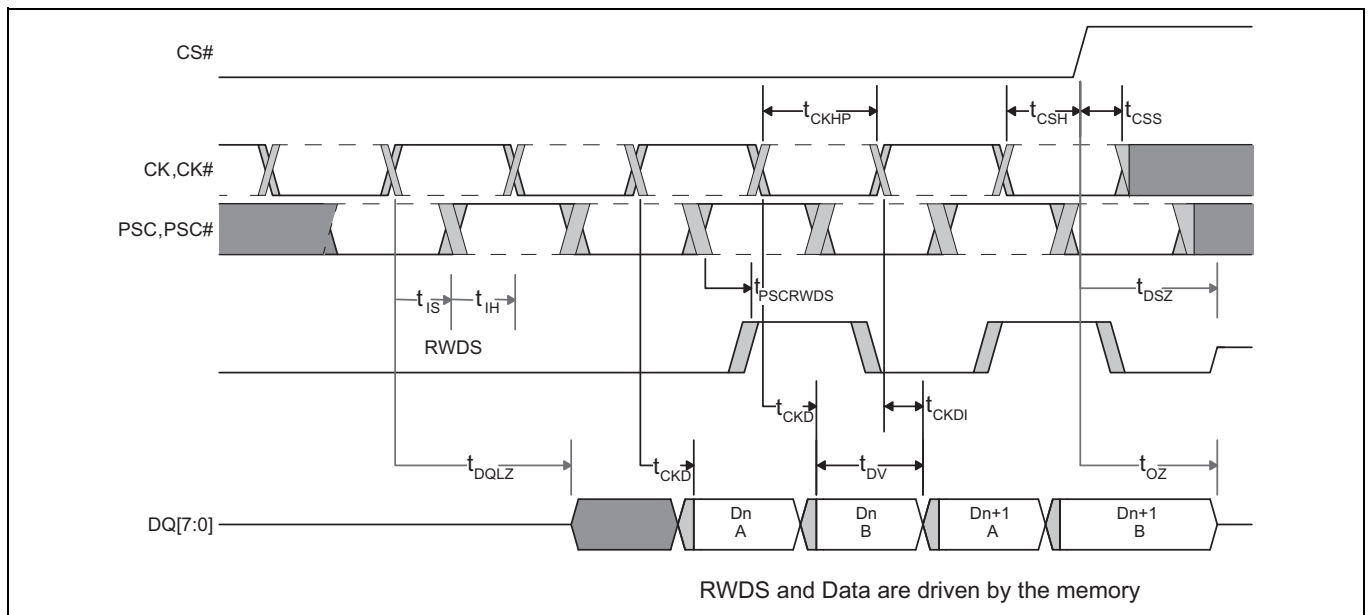 CS#
tCKHP
tCSH
tCSS
CK,CK#
PSC,PSC#
tIS
tIH
tPSCRWDS
tDSZ
RWDS
tCKD
tCKDI
tDQLZ
tCKD
tDV
tOZ
DQ[7:0]
Dn
A
Dn
B
Dn+1
A
Dn+1
B
RWDS and Data are driven by the memory